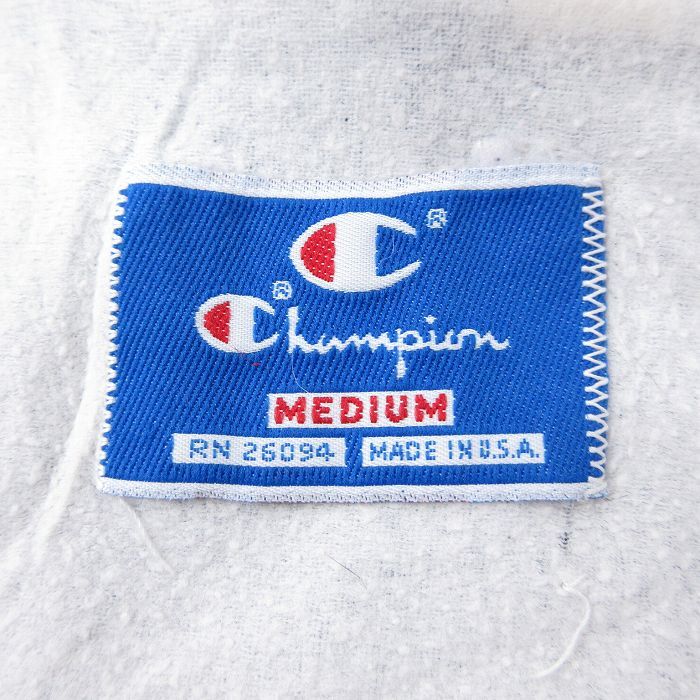 C®
Champion®
MEDIUM
RN 26094 MADE IN U.S.A.